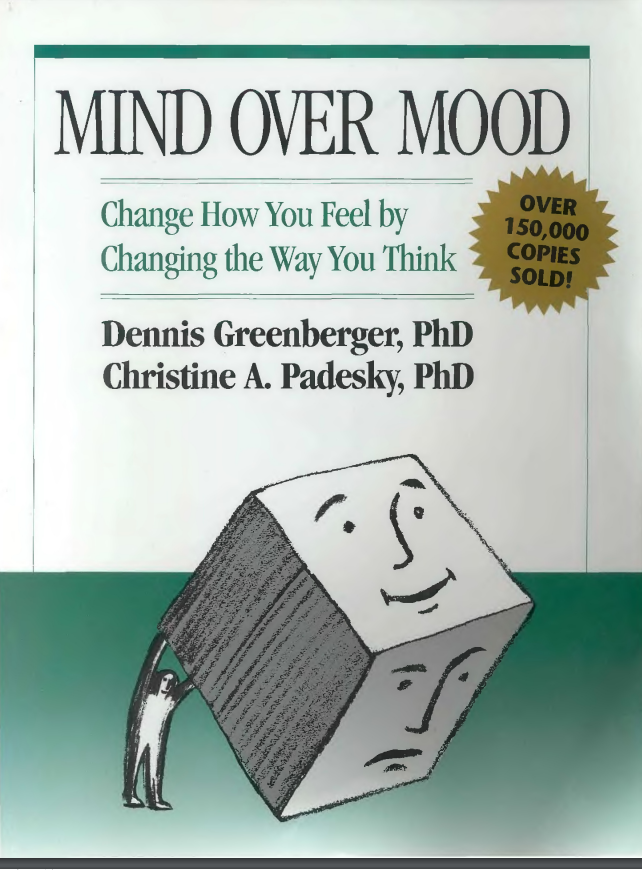 MIND OVER MOOD
Change How You Feel by
Changing the Way You Think
OVER
150,000
COPIES
SOLD!
Dennis Greenberger, PhD
Christine A. Padesky, PhD